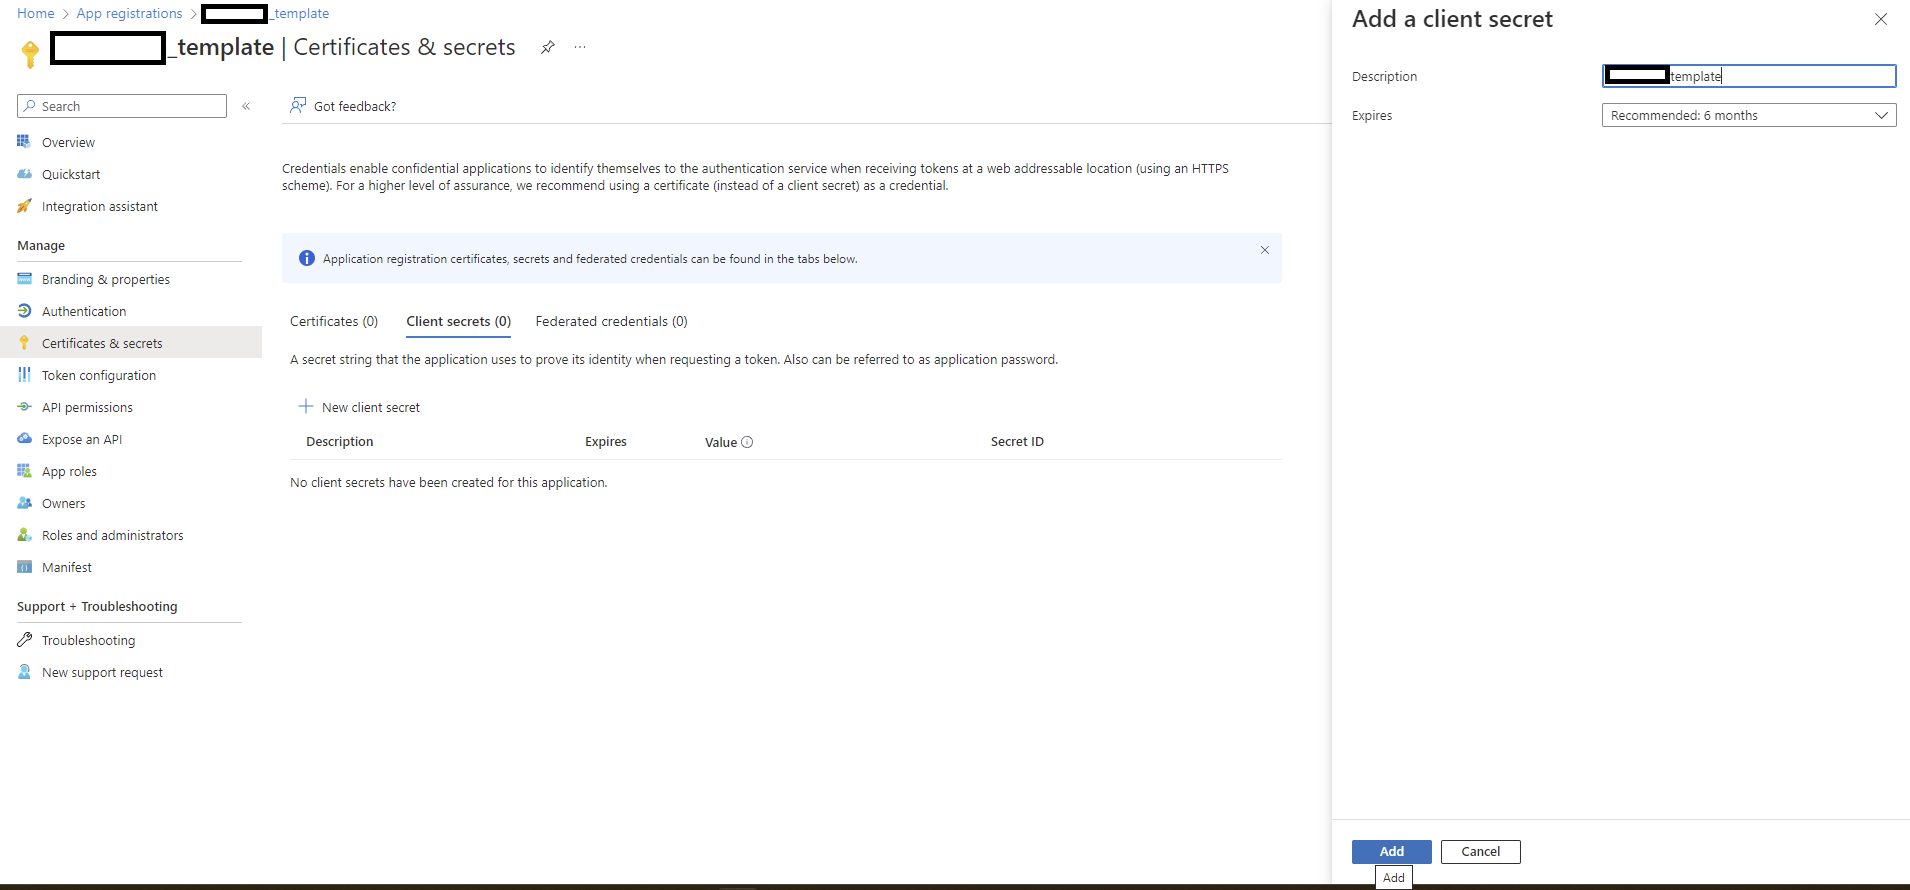 Home > App registrations > _template
_template | Certificates & secrets
Search
Overview
Quickstart
Integration assistant
Manage
Branding & properties
Authentication
Certificates & secrets
Token configuration
API permissions
Expose an API
App roles
Owners
Roles and administrators
Manifest
Support + Troubleshooting
Troubleshooting
New support request
Got feedback?
Credentials enable confidential applications to identify themselves to the authentication service when receiving tokens at a web addressable location (using an HTTPS
scheme). For a higher level of assurance, we recommend using a certificate (instead of a client secret) as a credential.
Application registration certificates, secrets and federated credentials can be found in the tabs below.
Certificates (0) Client secrets (0) Federated credentials (0)
A secret string that the application uses to prove its identity when requesting a token. Also can be referred to as application password.
New client secret
Description Expires Value Secret ID
No client secrets have been created for this application.
Add a client secret
Description template
Expires Recommended: 6 months
Add Cancel
Add